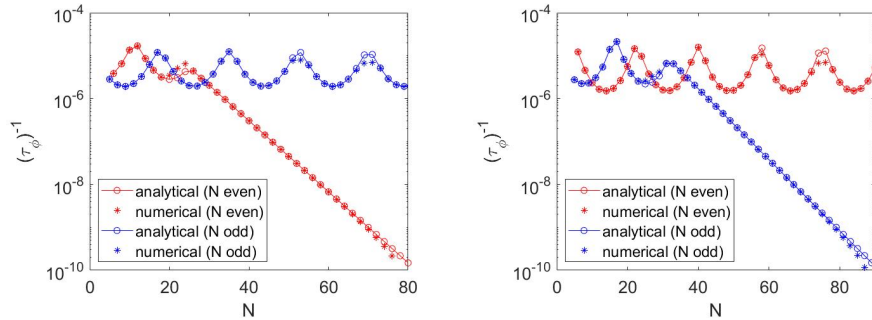 10^-4
10^-6
10^-8
10^-10
(τ_ϕ)^-1
analytical (N even)
numerical (N even)
analytical (N odd)
numerical (N odd)
0 20 40 60 80
N
10^-4
10^-6
10^-8
10^-10
(τ_ϕ)^-1
analytical (N even)
numerical (N even)
analytical (N odd)
numerical (N odd)
0 20 40 60 80
N